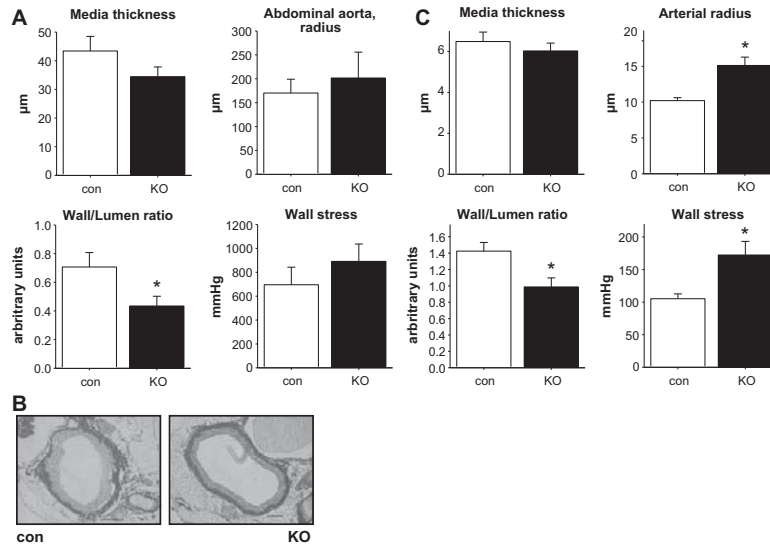 A
Media thickness
µm
50
40
30
20
10
0
con
KO
Abdominal aorta,
radius
µm
300
250
200
150
100
50
0
con
KO
Wall/Lumen ratio
arbritrary units
1.0
0.8
0.6
0.4
0.2
0.0
*
con
KO
Wall stress
mmHg
1200
1000
800
600
400
200
0
con
KO
B
con
KO
C
Media thickness
µm
6
4
2
0
con
KO
Arterial radius
µm
20
15
10
5
0
*
con
KO
Wall/Lumen ratio
arbritrary units
1.6
1.4
1.2
1.0
0.8
0.6
0.4
0.2
0.0
*
con
KO
Wall stress
mmHg
200
150
100
50
0
*
con
KO